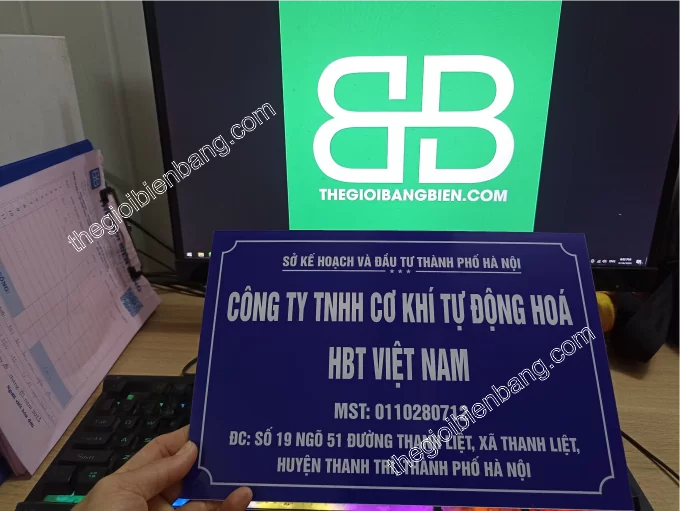 THEGIOIBANGBIEN.COM
SỞ KẾ HOẠCH VÀ ĐẦU TƯ THÀNH PHỐ HÀ NỘI
CÔNG TY TNHH CƠ KHÍ TỰ ĐỘNG HOÁ
HBT VIỆT NAM
MST: 0110280713
ĐC: SỐ 19 NGÕ 51 ĐƯỜNG THANH LIỆT, XÃ THANH LIỆT,
HUYỆN THANH TRÌ, THÀNH PHỐ HÀ NỘI
thegioibienbang.com
thegioibienbang.com
thegioibienbang.com